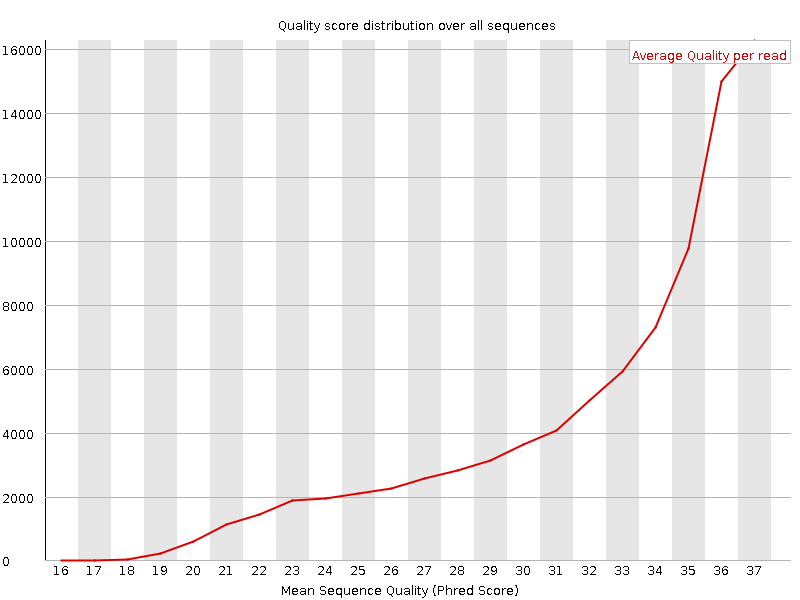 Quality score distribution over all sequences
16000
Average Quality per read
14000
12000
10000
8000
6000
4000
2000
0
16 17 18 19 20 21 22 23 24 25 26 27 28 29 30 31 32 33 34 35 36 37
Mean Sequence Quality (Phred Score)